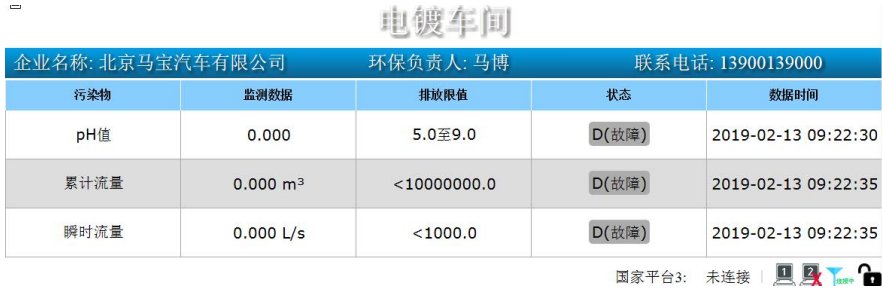 电镀车间
企业名称: 北京马宝汽车有限公司 环保负责人: 马博 联系电话: 13900139000
污染物 监测数据 排放限值 状态 数据时间
pH值 0.000 5.0至9.0 D(故障) 2019-02-13 09:22:30
累计流量 0.000 m³ <10000000.0 D(故障) 2019-02-13 09:22:35
瞬时流量 0.000 L/s <1000.0 D(故障) 2019-02-13 09:22:35
国家平台3: 未连接 | 1 2 连接中